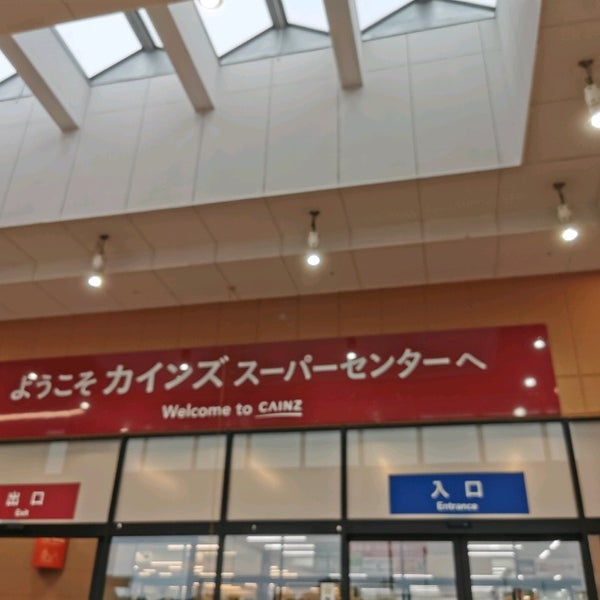 ようこそ カインズ スーパーセンターへ
Welcome to CAINZ
出口
Exit
入口
Entrance